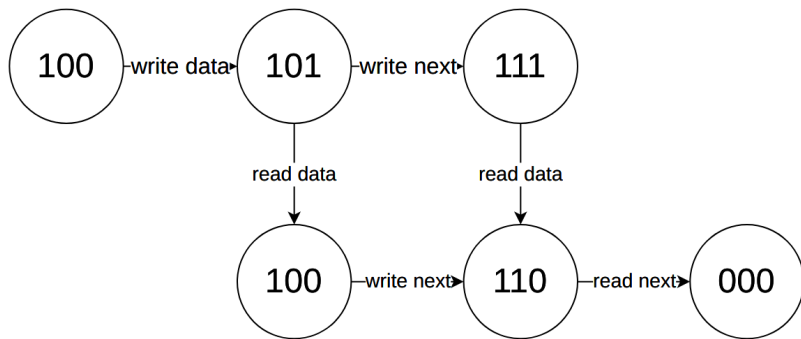 100 write data 101 write next 111
read data read data
100 write next 110 read next 000